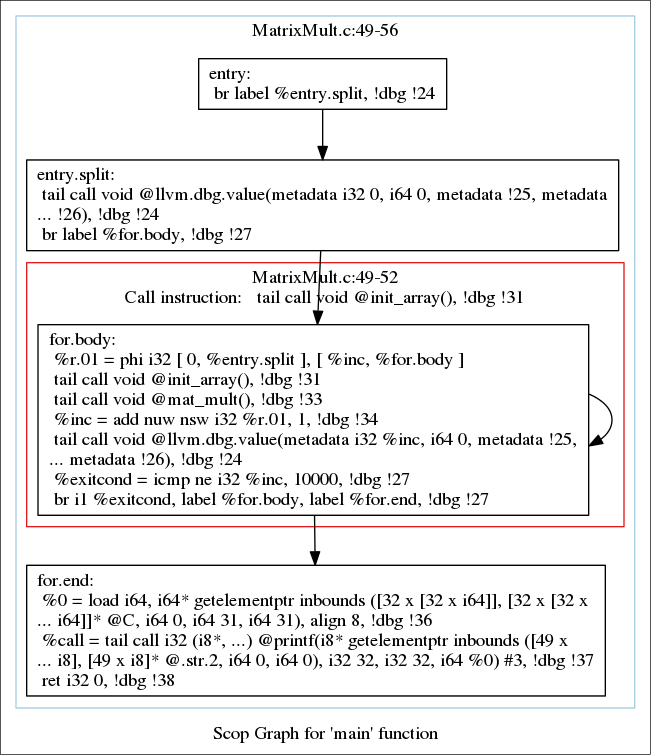 MatrixMult.c:49-56
entry:
br label %entry.split, !dbg !24
entry.split:
tail call void @llvm.dbg.value(metadata i32 0, i64 0, metadata !25, metadata
... !26), !dbg !24
br label %for.body, !dbg !27
MatrixMult.c:49-52
Call instruction: tail call void @init_array(), !dbg !31
for.body:
%r.01 = phi i32 [ 0, %entry.split ], [ %inc, %for.body ]
tail call void @init_array(), !dbg !31
tail call void @mat_mult(), !dbg !33
%inc = add nuw nsw i32 %r.01, 1, !dbg !34
tail call void @llvm.dbg.value(metadata i32 %inc, i64 0, metadata !25,
... metadata !26), !dbg !24
%exitcond = icmp ne i32 %inc, 10000, !dbg !27
br i1 %exitcond, label %for.body, label %for.end, !dbg !27
for.end:
%0 = load i64, i64* getelementptr inbounds ([32 x [32 x i64]], [32 x [32 x
... i64]]* @C, i64 0, i64 31, i64 31), align 8, !dbg !36
%call = tail call i32 (i8*, ...) @printf(i8* getelementptr inbounds ([49 x
... i8], [49 x i8]* @.str.2, i64 0, i64 0), i32 32, i32 32, i64 %0) #3, !dbg !37
ret i32 0, !dbg !38
Scop Graph for 'main' function